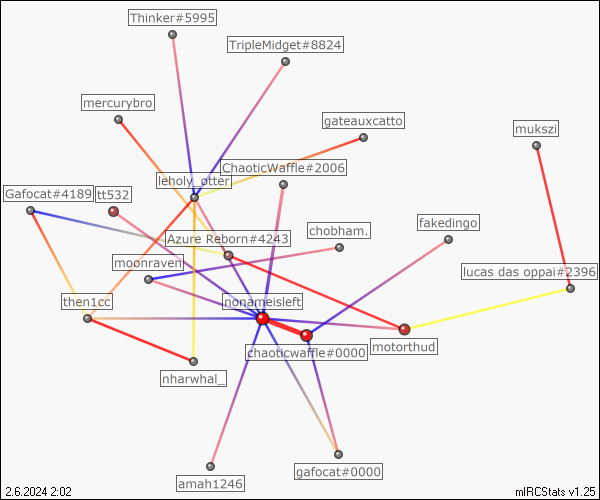 Thinker#5995
TripleMidget#8824
mercurybro
gateauxcatto
mukszi
ChaoticWaffle#2006
leholy_otter
Gafocat#4189
tt532
chobham.
fakedingo
Azure Reborn#4243
moonraven
lucas das oppai#2396
then1cc
nonameisleft
chaoticwaffle#0000
motorthud
nharwhal_
amah1246
gafocat#0000
2.6.2024 2:02
mIRCStats v1.25